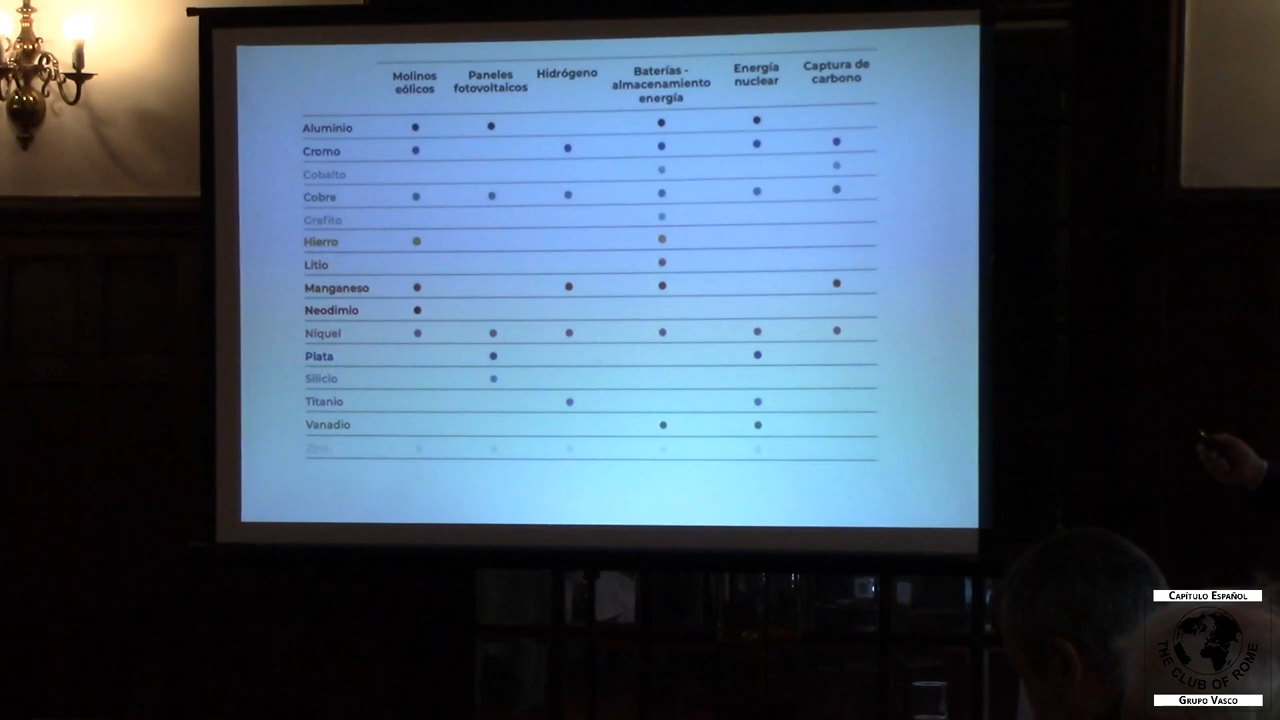 Molinos eólicos
Paneles fotovoltaicos
Hidrógeno
Baterías - almacenamiento energía
Energía nuclear
Captura de carbono
Aluminio
Cromo
Cobalto
Cobre
Grafito
Hierro
Litio
Manganeso
Neodimio
Níquel
Plata
Silicio
Titanio
Vanadio
Capítulo Español
THE CLUB OF ROME
Grupo Vasco